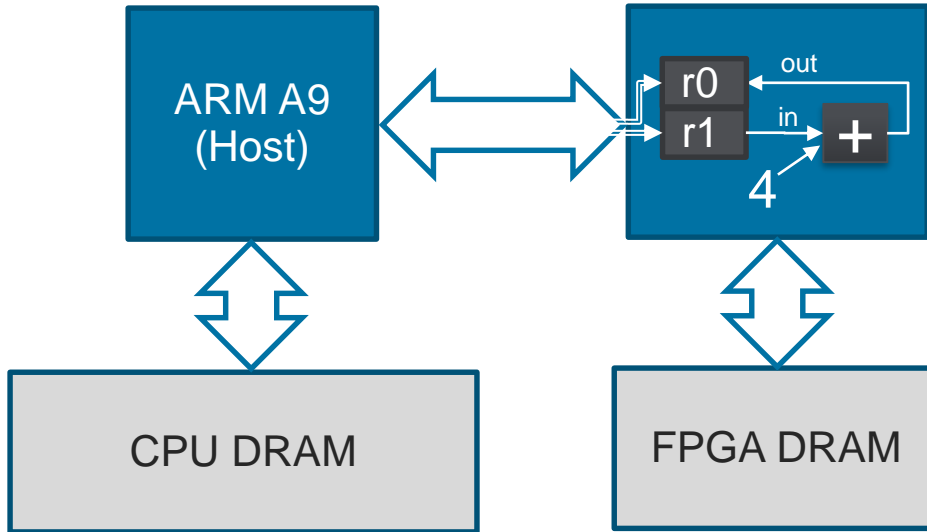 ARM A9
(Host)
r0
out
r1
in
+
4
CPU DRAM
FPGA DRAM